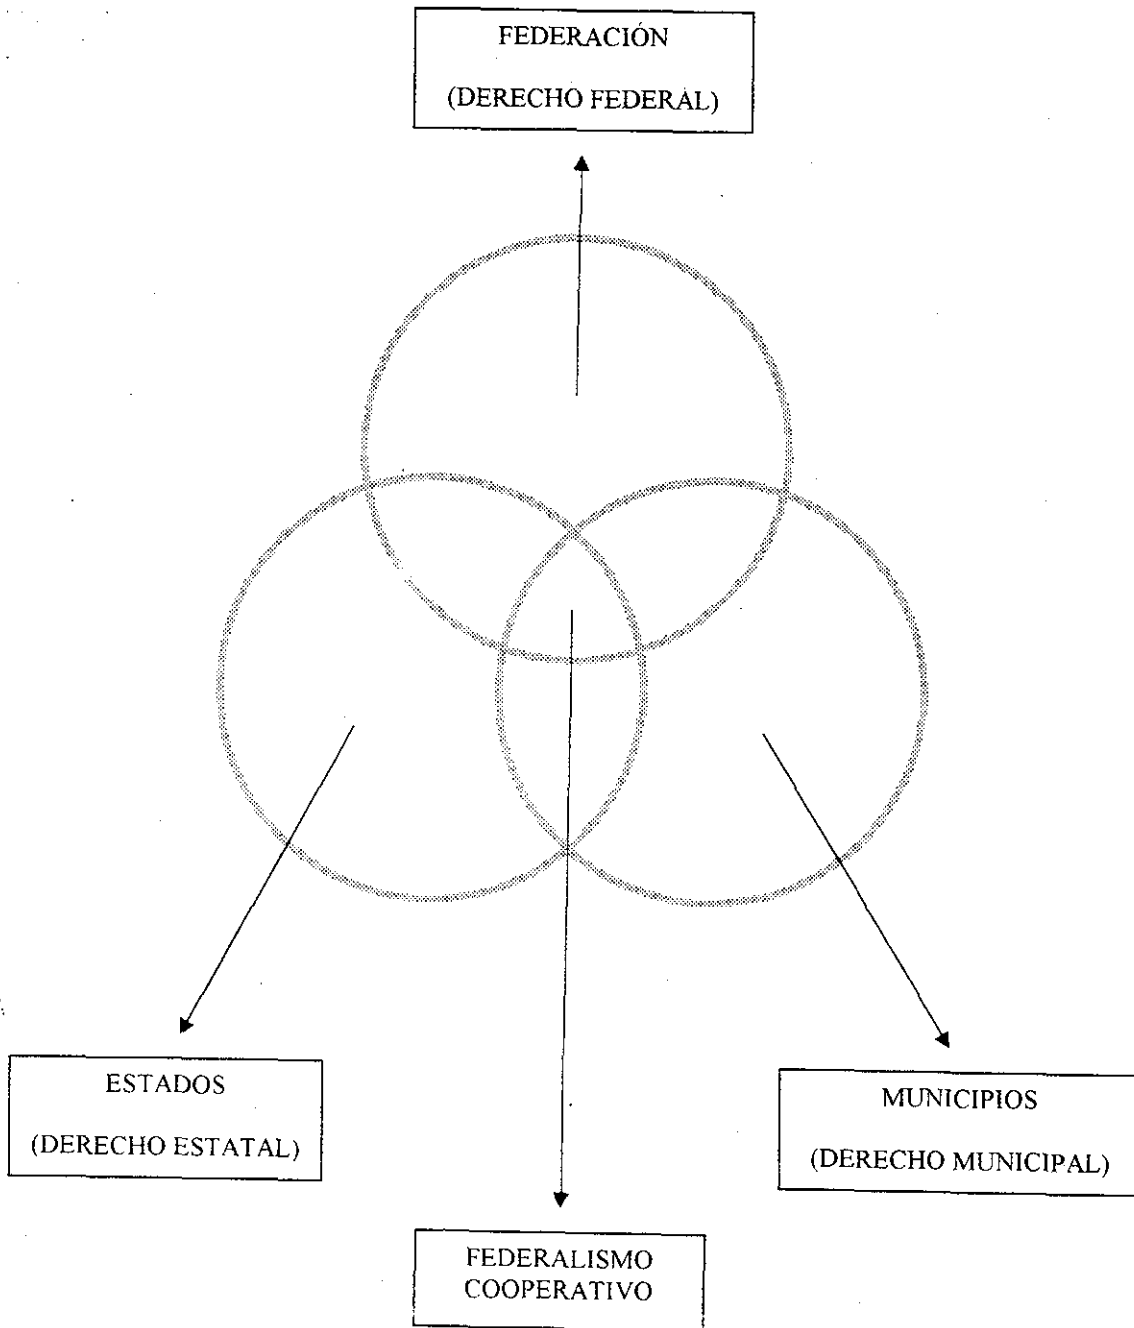 FEDERACIÓN
(DERECHO FEDERAL)
ESTADOS
(DERECHO ESTATAL)
MUNICIPIOS
(DERECHO MUNICIPAL)
FEDERALISMO
COOPERATIVO